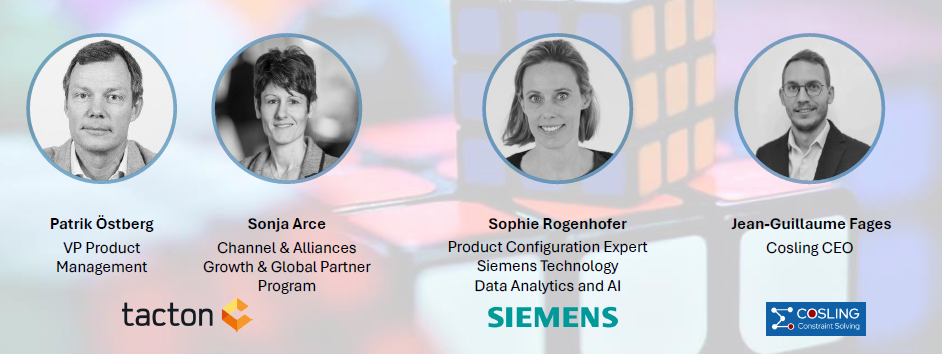 Patrik Östberg
VP Product
Management
Sonja Arce
Channel & Alliances
Growth & Global Partner
Program
tacton
Sophie Rogenhofer
Product Configuration Expert
Siemens Technology
Data Analytics and AI
SIEMENS
Jean-Guillaume Fages
Cosling CEO
COSLING
Constraint Solving